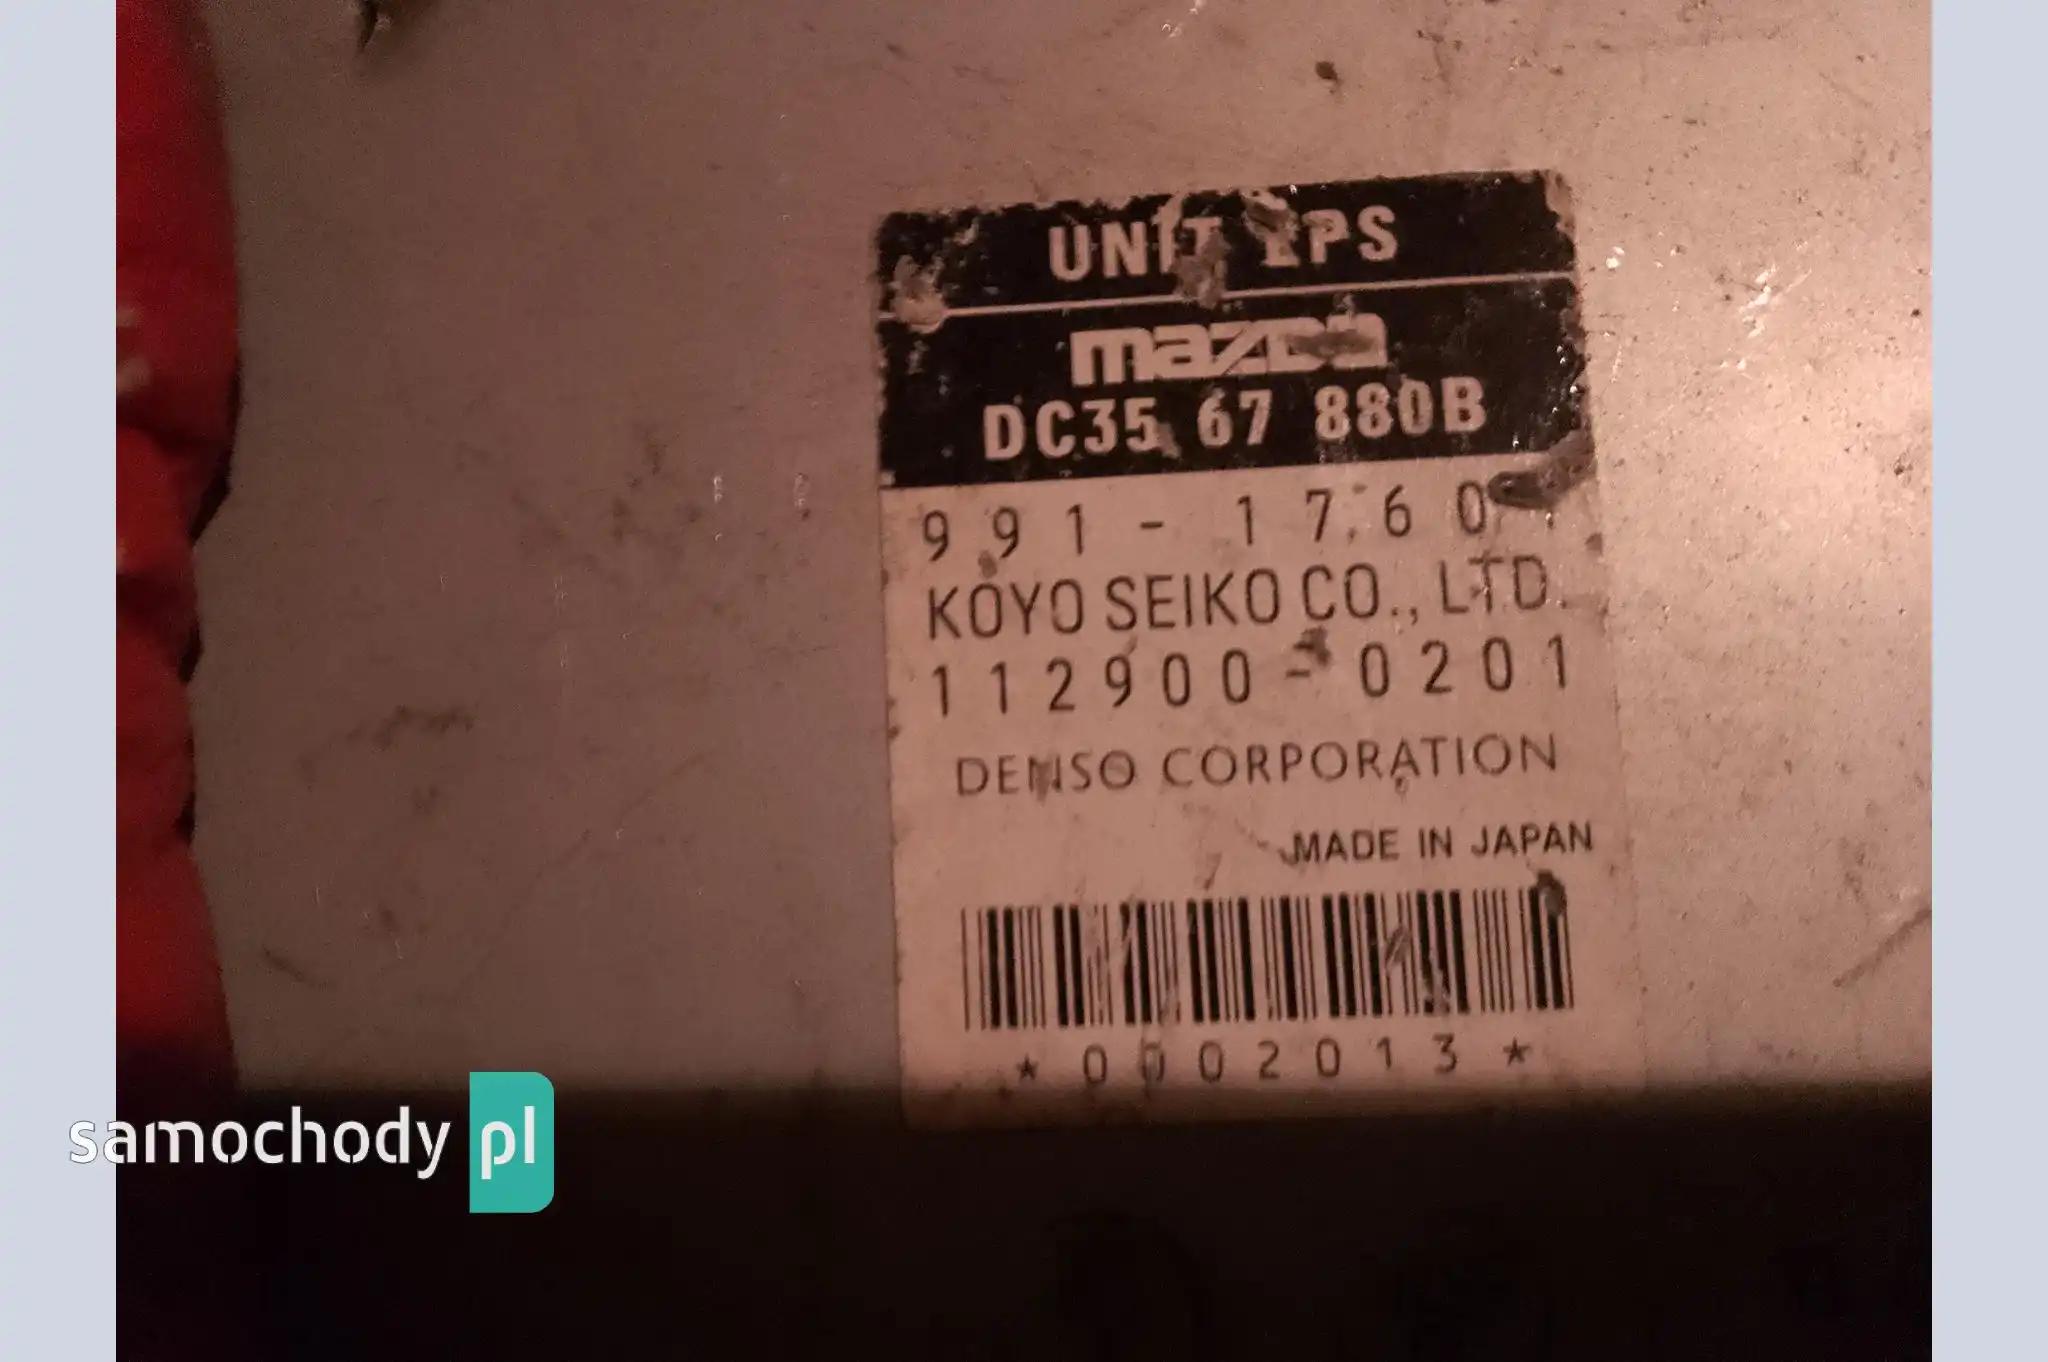 UNIT EPS
mazda
DC35 67 880B
991-1760
KOYO SEIKO CO., LTD.
112900-0201
DENSO CORPORATION
MADE IN JAPAN
*0002013*
samochody pl